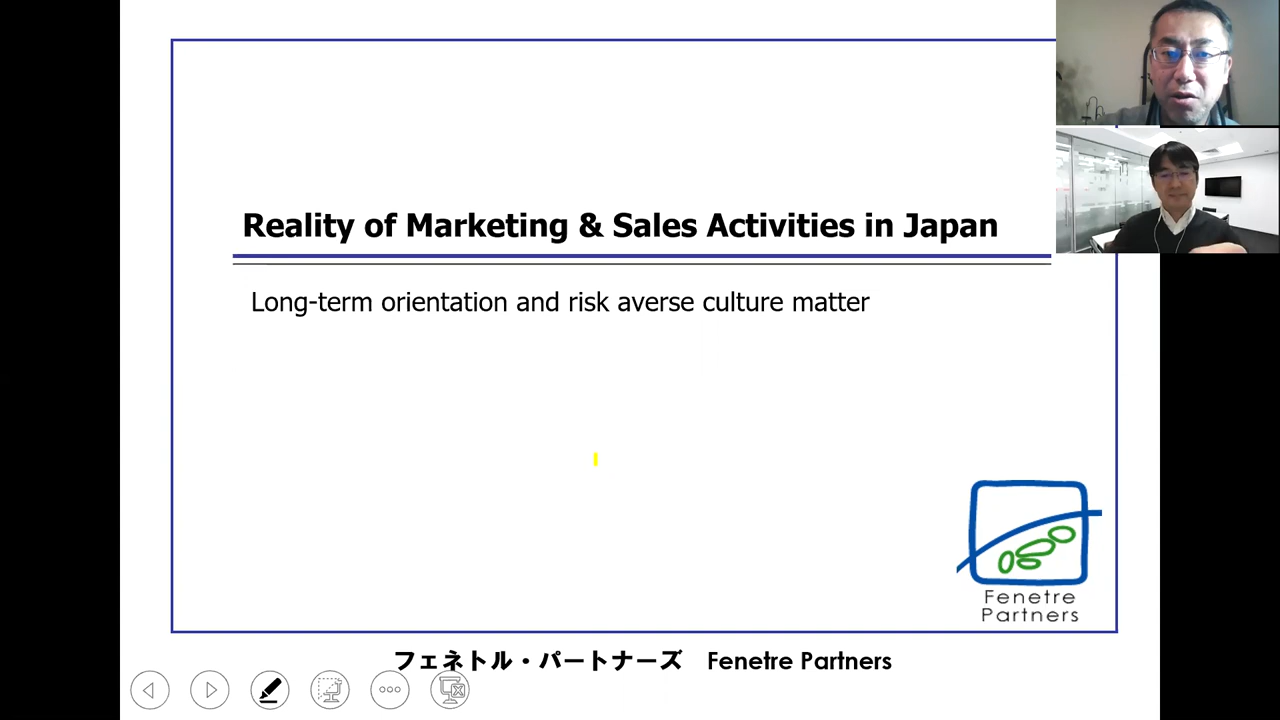 Reality of Marketing & Sales Activities in Japan
Long-term orientation and risk averse culture matter
Fenetre
Partners
フェネトル・パートナーズ Fenetre Partners